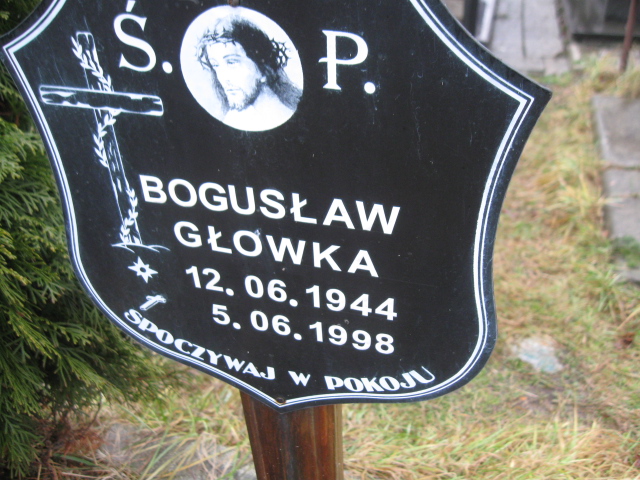 Ś. P.
BOGUSŁAW
GŁOWKA
12. 06. 1944
5. 06. 1998
SPOCZYWAJ W POKOJU